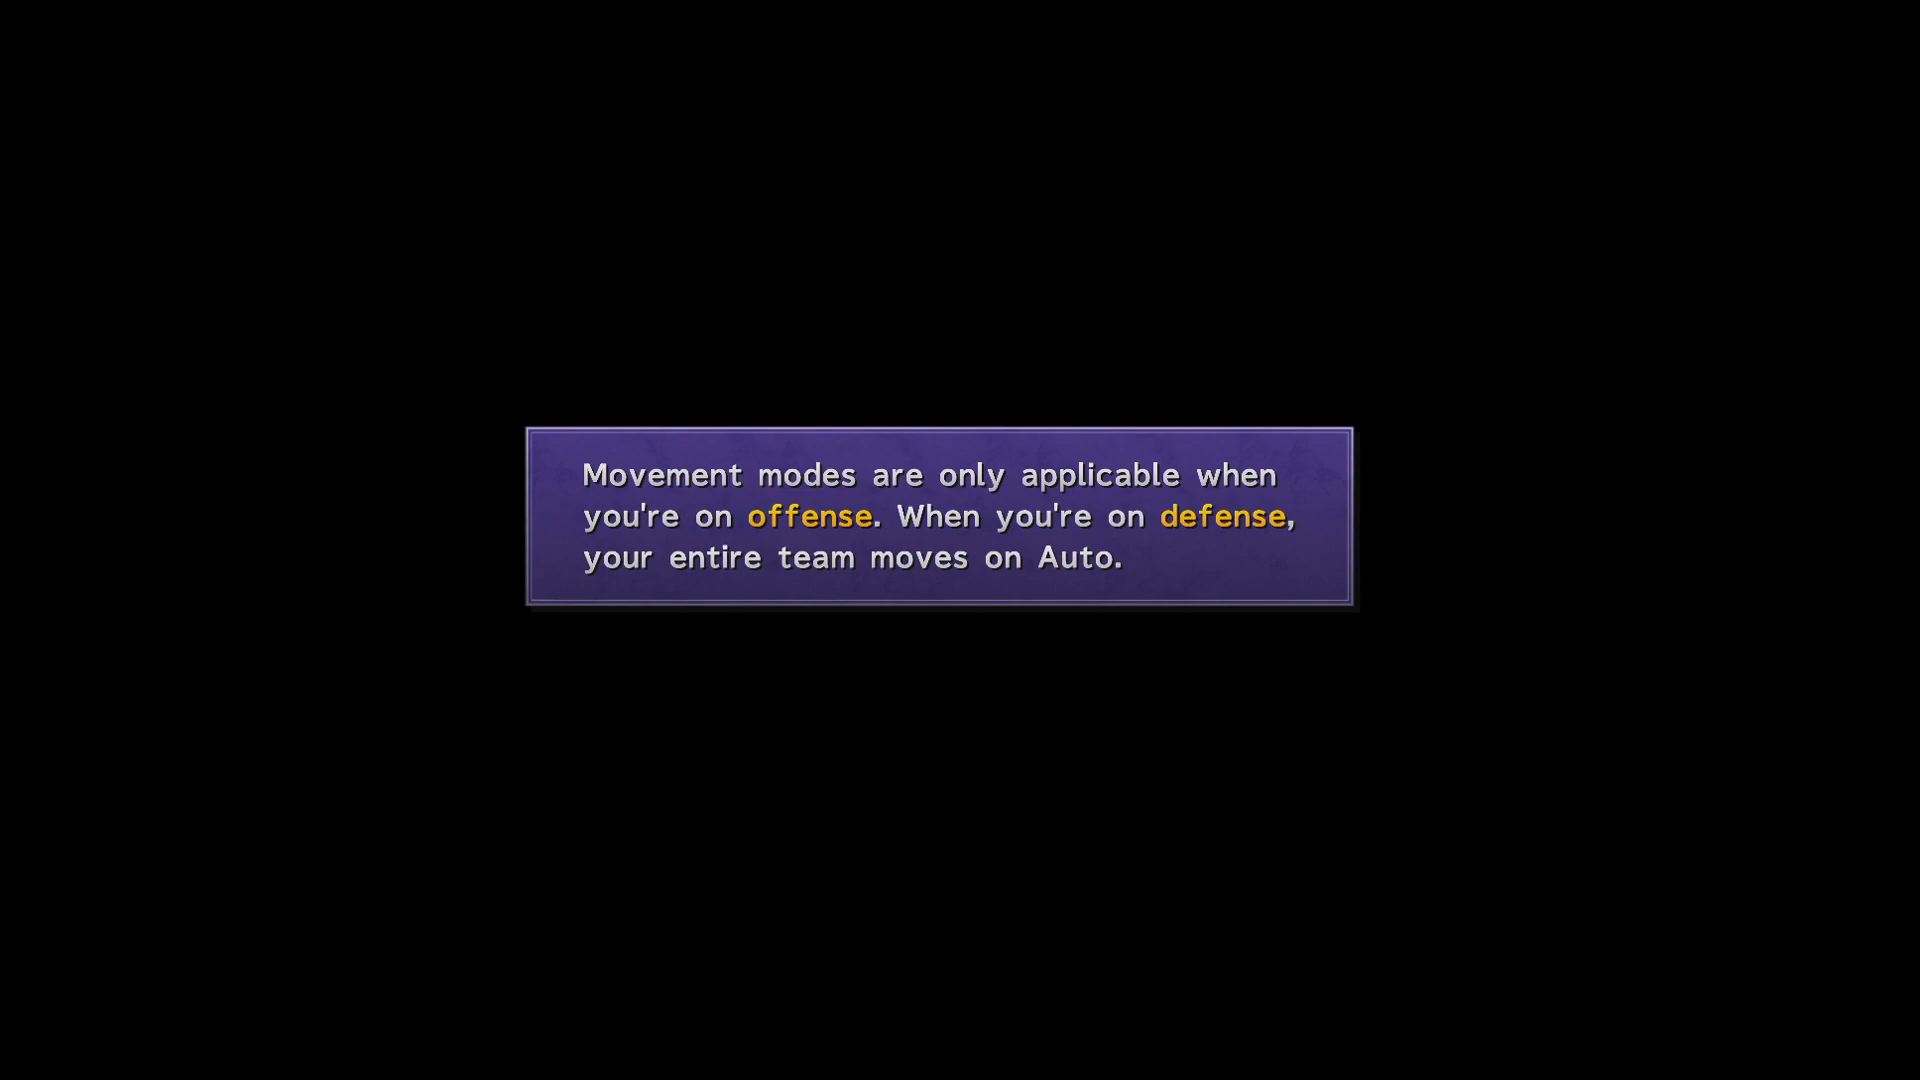 Movement modes are only applicable when
you're on offense. When you're on defense,
your entire team moves on Auto.